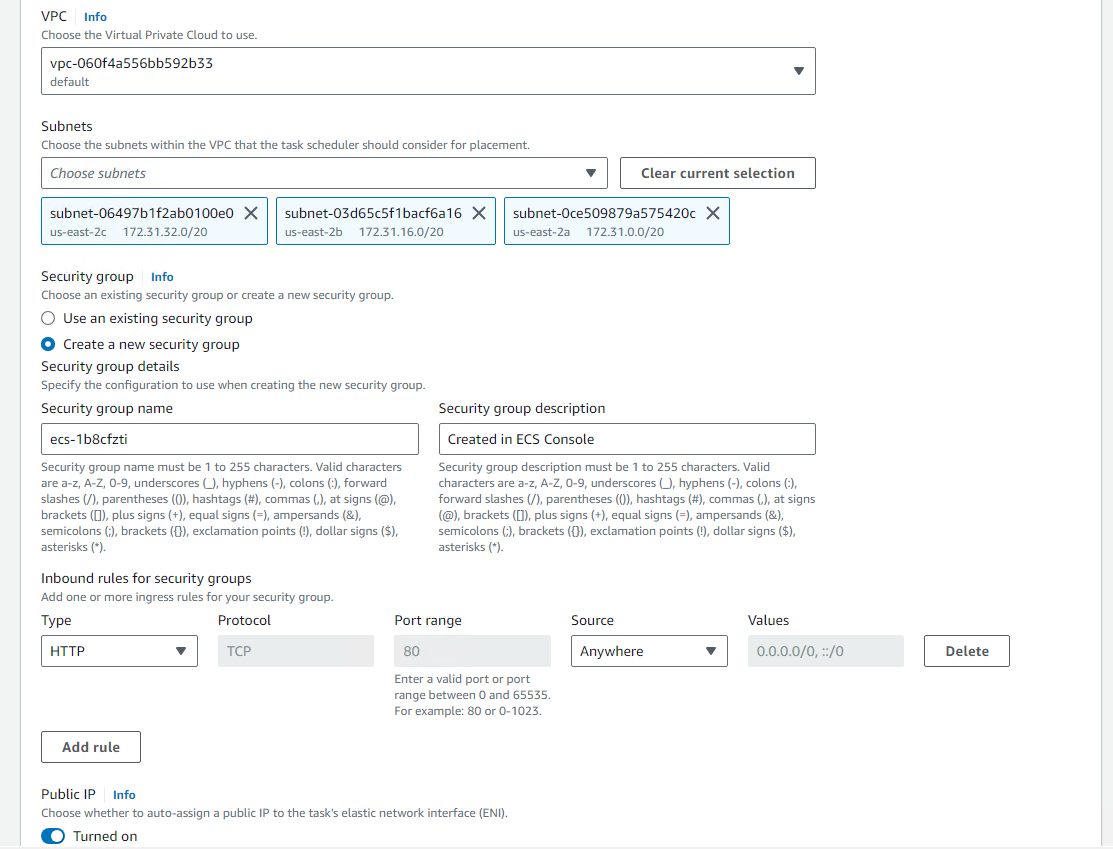 VPC Info
Choose the Virtual Private Cloud to use.
vpc-060f4a556bb592b33
default
Subnets
Choose the subnets within the VPC that the task scheduler should consider for placement.
Choose subnets
Clear current selection
subnet-06497b1f2ab0100e0
us-east-2c 172.31.32.0/20
subnet-03d65c5f1bacf6a16
us-east-2b 172.31.16.0/20
subnet-0ce509879a575420c
us-east-2a 172.31.0.0/20
Security group Info
Choose an existing security group or create a new security group.
Use an existing security group
Create a new security group
Security group details
Specify the configuration to use when creating the new security group.
Security group name
ecs-1b8cfzti
Security group name must be 1 to 255 characters. Valid characters
are a-z, A-Z, 0-9, underscores (_), hyphens (-), colons (:), forward
slashes (/), parentheses (()), hashtags (#), commas (,), at signs (@),
brackets ([]), plus signs (+), equal signs (=), ampersands (&),
semicolons (;), brackets ({}), exclamation points (!), dollar signs ($),
asterisks (*).
Security group description
Created in ECS Console
Security group description must be 1 to 255 characters. Valid
characters are a-z, A-Z, 0-9, underscores (_), hyphens (-), colons (:),
forward slashes (/), parentheses (()), hashtags (#), commas (,), at signs
(@), brackets ([]), plus signs (+), equal signs (=), ampersands (&),
semicolons (;), brackets ({}), exclamation points (!), dollar signs ($),
asterisks (*).
Inbound rules for security groups
Add one or more ingress rules for your security group.
Type Protocol Port range Source Values
HTTP TCP 80 Anywhere 0.0.0.0/0, ::/0 Delete
Enter a valid port or port
range between 0 and 65535.
For example: 80 or 0-1023.
Add rule
Public IP Info
Choose whether to auto-assign a public IP to the task's elastic network interface (ENI).
Turned on